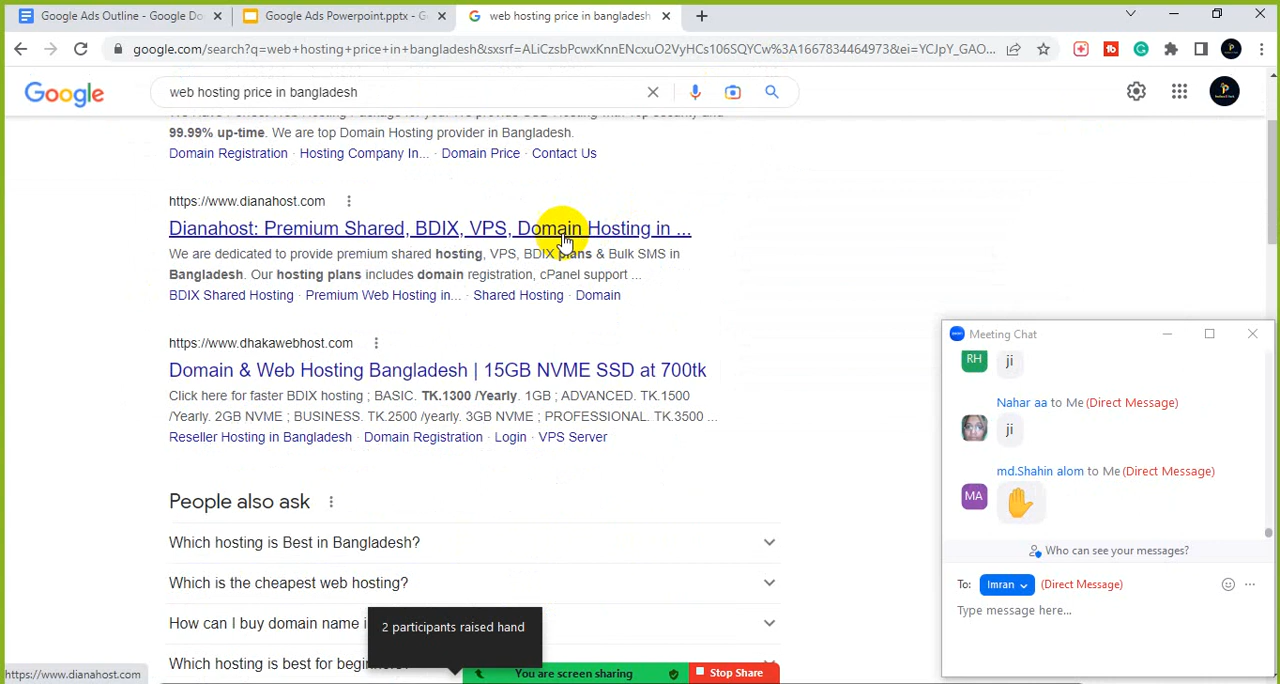 Google Ads Outline - Google Do
Google Ads Powerpoint.pptx - G
web hosting price in bangladesh
google.com/search?q=web+hosting+price+in+bangladesh&sxsrf=ALiCzsbPcwxKnnENcxuO2VyHCs106SQYCw%3A1667834464973&ei=YCJpY_GAO...
Google
web hosting price in bangladesh
99.99% up-time. We are top Domain Hosting provider in Bangladesh.
Domain Registration · Hosting Company In... · Domain Price · Contact Us
https://www.dianahost.com
Dianahost: Premium Shared, BDIX, VPS, Domain Hosting in ...
We are dedicated to provide premium shared hosting, VPS, BDIX plans & Bulk SMS in
Bangladesh. Our hosting plans includes domain registration, cPanel support ...
BDIX Shared Hosting · Premium Web Hosting in... · Shared Hosting · Domain
https://www.dhakawebhost.com
Domain & Web Hosting Bangladesh | 15GB NVME SSD at 700tk
Click here for faster BDIX hosting ; BASIC. TK.1300 /Yearly. 1GB ; ADVANCED. TK.1500
/Yearly. 2GB NVME ; BUSINESS. TK.2500 /yearly. 3GB NVME ; PROFESSIONAL. TK.3500 ...
Reseller Hosting in Bangladesh · Domain Registration · Login · VPS Server
People also ask
Which hosting is Best in Bangladesh?
Which is the cheapest web hosting?
How can I buy domain name i
Which hosting is best for beginners?
2 participants raised hand
You are screen sharing
Stop Share
https://www.dianahost.com
Meeting Chat
RH
ji
Nahar aa to Me (Direct Message)
ji
md.Shahin alom to Me (Direct Message)
MA
Who can see your messages?
To: Imran (Direct Message)
Type message here...